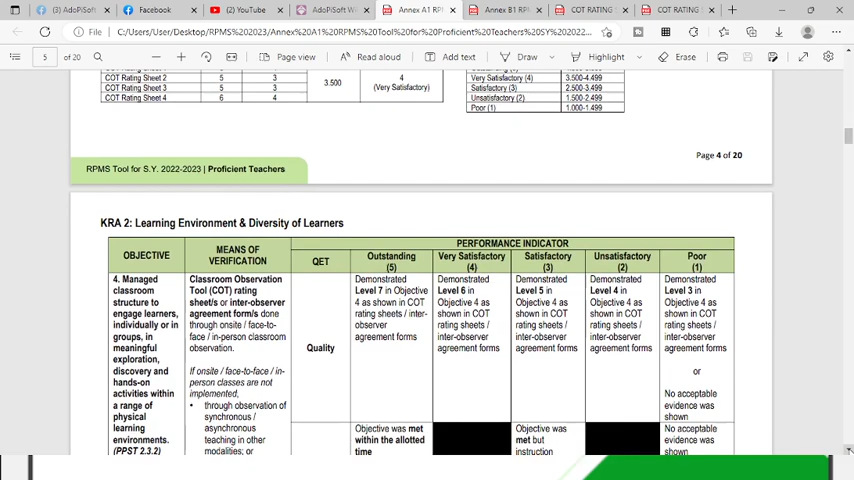 (3) AdoPiSoft
Facebook
(2) YouTube
AdoPiSoft Wi
Annex A1 RP
Annex B1 RP
COT RATING
COT RATING
File
C:/Users/User/Desktop/RPMS%202023/Annex%20A1%20RPMS%20Tool%20for%20Proficient%20Teachers%20SY%202022...
5 of 20
Page view
Read aloud
Add text
Draw
Highlight
Erase
COT Rating Sheet 2 5 3
COT Rating Sheet 3 5 3
COT Rating Sheet 4 6 4
3.500
4
(Very Satisfactory)
Very Satisfactory (4) 3.500-4.499
Satisfactory (3) 2.500-3.499
Unsatisfactory (2) 1.500-2.499
Poor (1) 1.000-1.499
Page 4 of 20
RPMS Tool for S.Y. 2022-2023 | Proficient Teachers
KRA 2: Learning Environment & Diversity of Learners
OBJECTIVE
MEANS OF
VERIFICATION
PERFORMANCE INDICATOR
QET
Outstanding
(5)
Very Satisfactory
(4)
Satisfactory
(3)
Unsatisfactory
(2)
Poor
(1)
4. Managed
classroom
structure to
engage learners,
individually or in
groups, in
meaningful
exploration,
discovery and
hands-on
activities within
a range of
physical
learning
environments.
(PPST 2.3.2)
Classroom Observation
Tool (COT) rating
sheet/s or inter-observer
agreement form/s done
through onsite / face-to-
face / in-person classroom
observation.
If onsite / face-to-face / in-
person classes are not
implemented,
• through observation of
synchronous /
asynchronous
teaching in other
modalities; or
Quality
Demonstrated
Level 7 in Objective
4 as shown in COT
rating sheets / inter-
observer
agreement forms
Demonstrated
Level 6 in
Objective 4 as
shown in COT
rating sheets /
inter-observer
agreement forms
Demonstrated
Level 5 in
Objective 4 as
shown in COT
rating sheets /
inter-observer
agreement forms
Demonstrated
Level 4 in
Objective 4 as
shown in COT
rating sheets /
inter-observer
agreement forms
Demonstrated
Level 3 in
Objective 4 as
shown in COT
rating sheets /
inter-observer
agreement forms
or
No acceptable
evidence was
shown
Objective was met
within the allotted
time
Objective was
met but
instruction
No acceptable
evidence was
shown